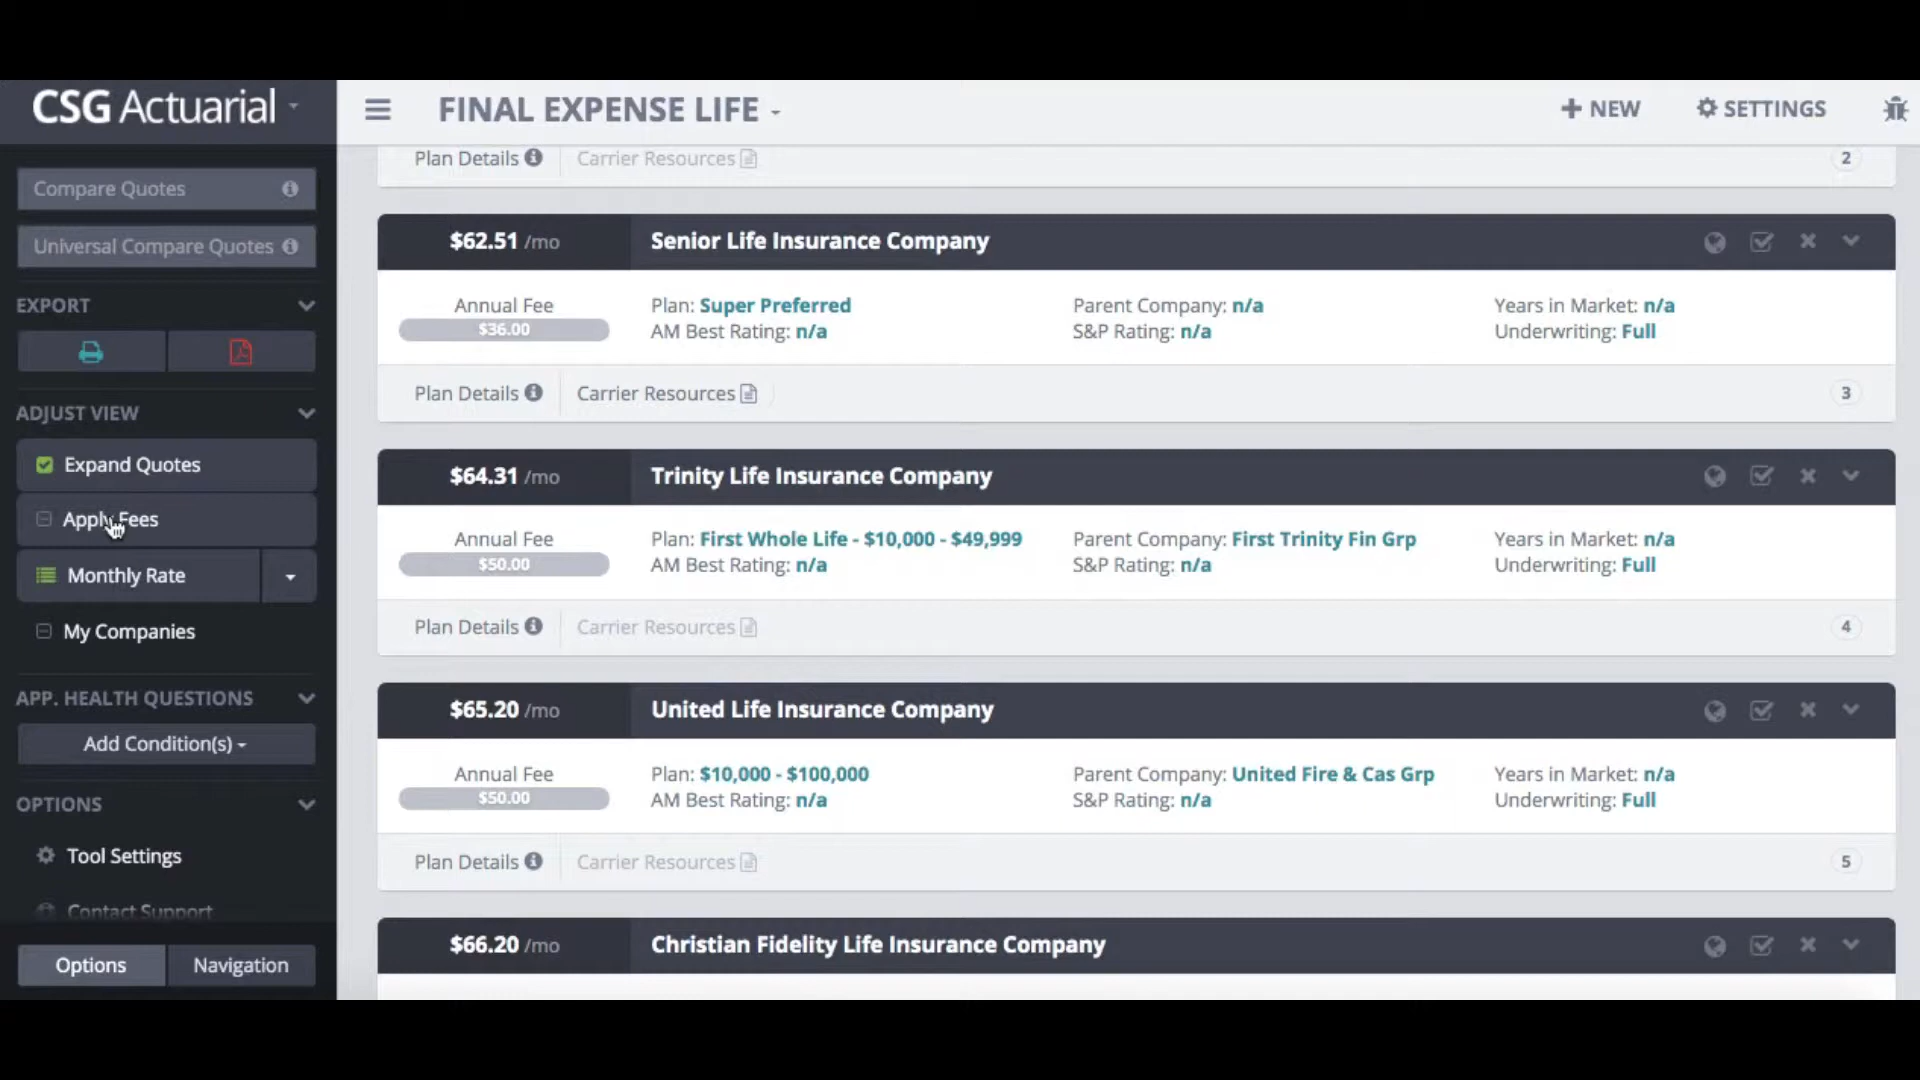 CSG Actuarial
FINAL EXPENSE LIFE
NEW
SETTINGS
Compare Quotes
Universal Compare Quotes
EXPORT
ADJUST VIEW
Expand Quotes
Apply Fees
Monthly Rate
My Companies
APP. HEALTH QUESTIONS
Add Condition(s)
OPTIONS
Tool Settings
Contact Support
Options
Navigation
Plan Details
Carrier Resources
2
$62.51 /mo
Senior Life Insurance Company
Annual Fee
$36.00
Plan: Super Preferred
AM Best Rating: n/a
Parent Company: n/a
S&P Rating: n/a
Years in Market: n/a
Underwriting: Full
Plan Details
Carrier Resources
3
$64.31 /mo
Trinity Life Insurance Company
Annual Fee
$50.00
Plan: First Whole Life - $10,000 - $49,999
AM Best Rating: n/a
Parent Company: First Trinity Fin Grp
S&P Rating: n/a
Years in Market: n/a
Underwriting: Full
Plan Details
Carrier Resources
4
$65.20 /mo
United Life Insurance Company
Annual Fee
$50.00
Plan: $10,000 - $100,000
AM Best Rating: n/a
Parent Company: United Fire & Cas Grp
S&P Rating: n/a
Years in Market: n/a
Underwriting: Full
Plan Details
Carrier Resources
5
$66.20 /mo
Christian Fidelity Life Insurance Company